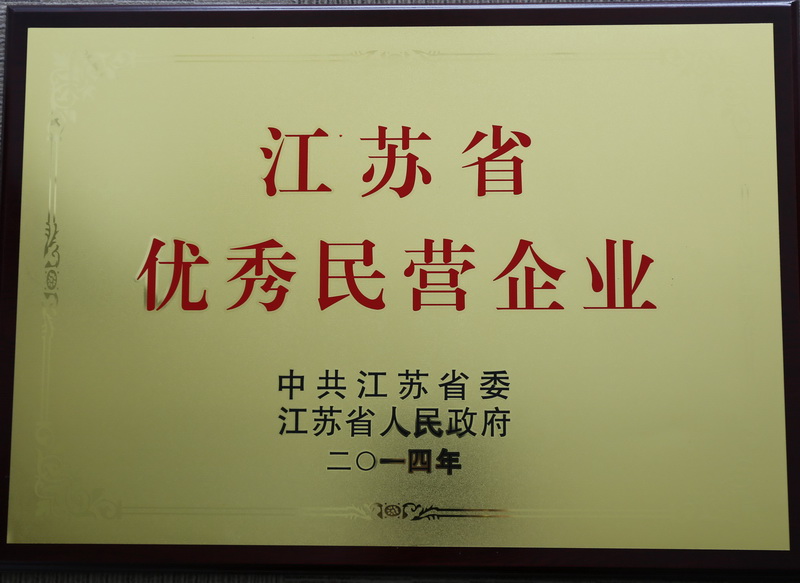 江苏省
优秀民营企业
中共江苏省委
江苏省人民政府
二〇一四年